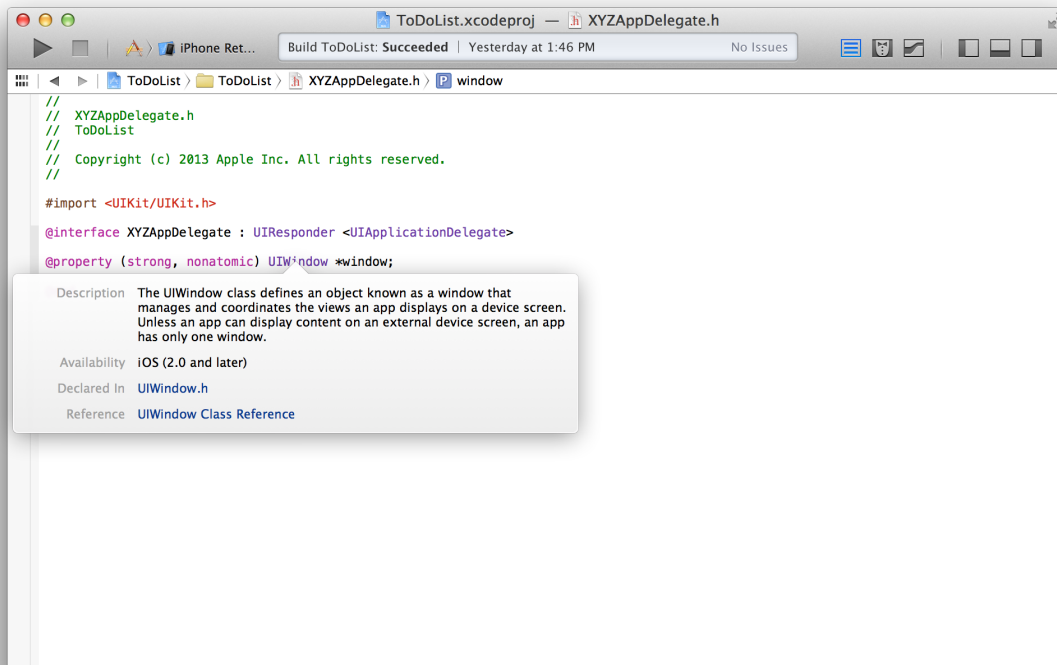 ToDoList.xcodeproj — XYZAppDelegate.h
iPhone Ret... Build ToDoList: Succeeded | Yesterday at 1:46 PM No Issues
ToDoList ToDoList XYZAppDelegate.h P window
//
// XYZAppDelegate.h
// ToDoList
//
// Copyright (c) 2013 Apple Inc. All rights reserved.
//
#import <UIKit/UIKit.h>
@interface XYZAppDelegate : UIResponder <UIApplicationDelegate>
@property (strong, nonatomic) UIWindow *window;
Description The UIWindow class defines an object known as a window that
manages and coordinates the views an app displays on a device screen.
Unless an app can display content on an external device screen, an app
has only one window.
Availability iOS (2.0 and later)
Declared In UIWindow.h
Reference UIWindow Class Reference